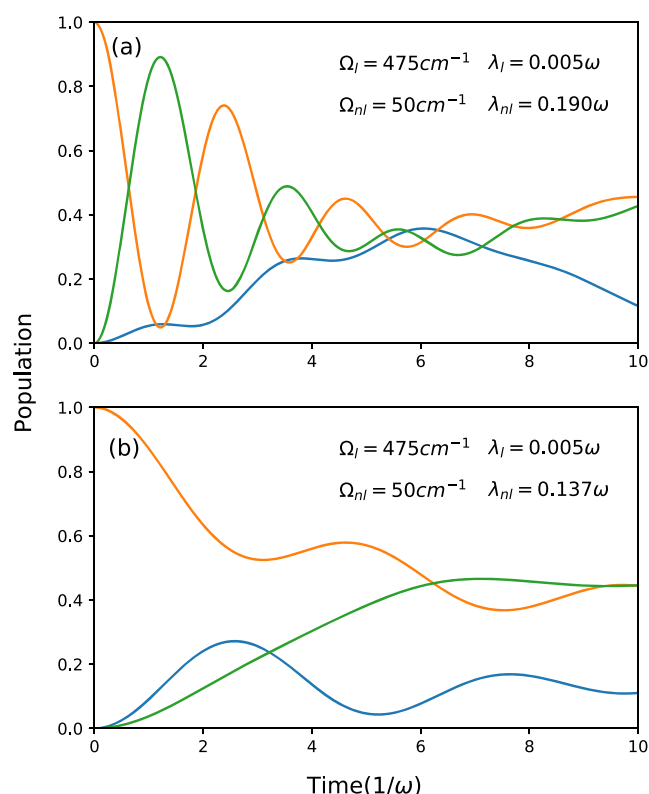 Population
1.0
(a)
Ω_l = 475cm⁻¹ λ_l = 0.005ω
Ω_nl = 50cm⁻¹ λ_nl = 0.190ω
0.8
0.6
0.4
0.2
0.0
0 2 4 6 8 10
1.0
(b)
Ω_l = 475cm⁻¹ λ_l = 0.005ω
Ω_nl = 50cm⁻¹ λ_nl = 0.137ω
0.8
0.6
0.4
0.2
0.0
0 2 4 6 8 10
Time(1/ω)